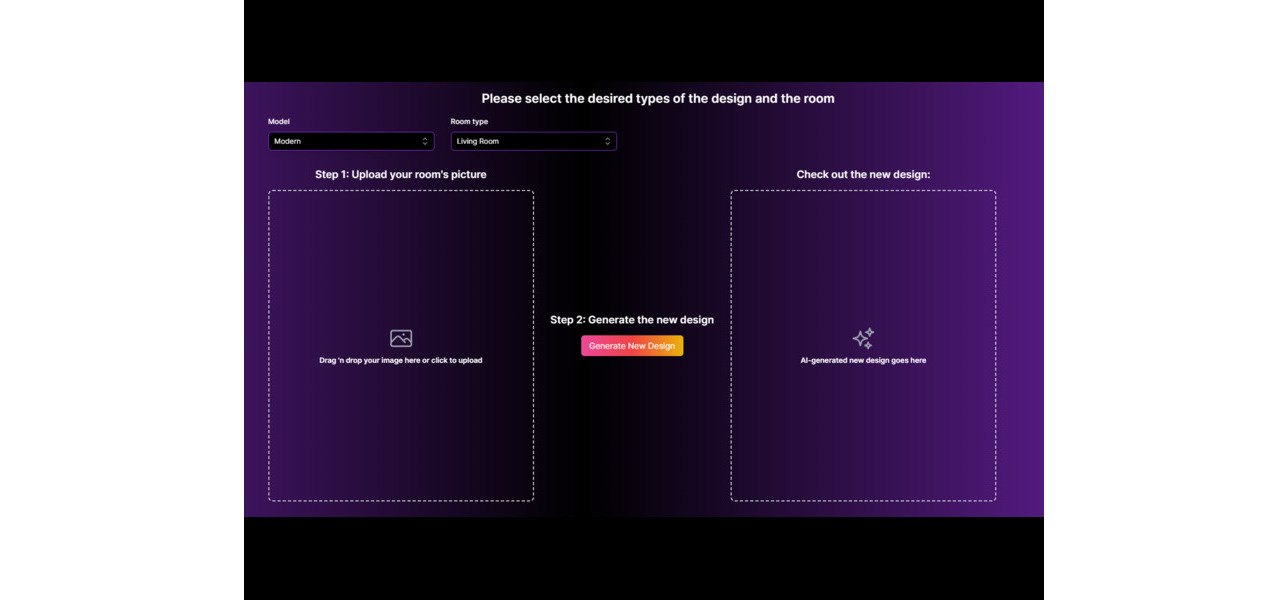 Please select the desired types of the design and the room
Model
Room type
Modern
Living Room
Step 1: Upload your room's picture
Check out the new design:
Step 2: Generate the new design
Generate New Design
Drag 'n drop your image here or click to upload
AI-generated new design goes here